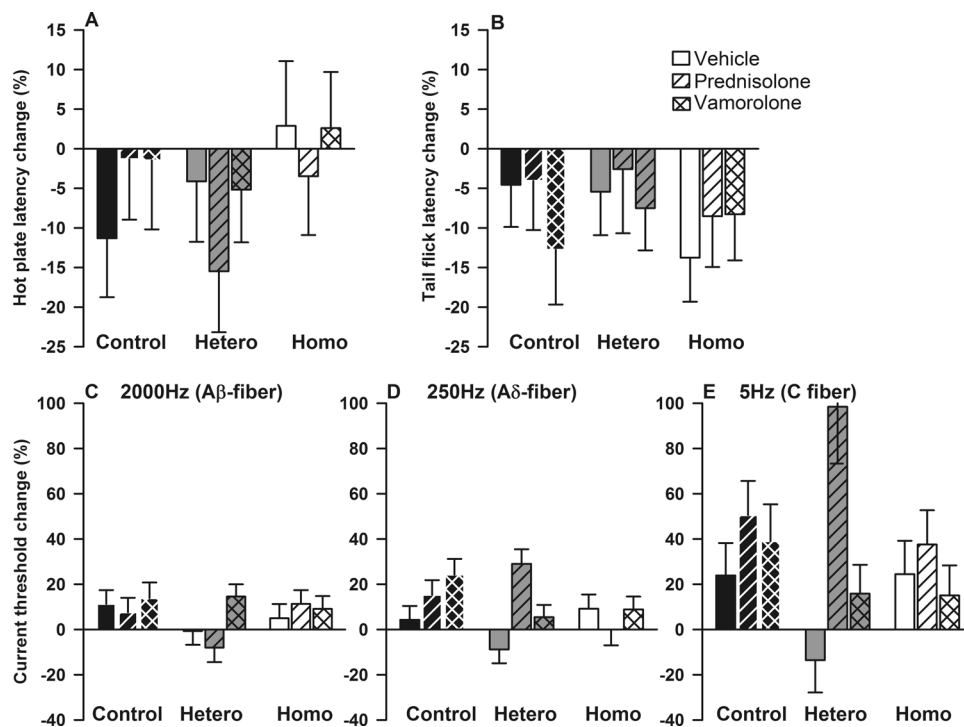 A
B
Hot plate latency change (%)
15
10
5
0
-5
-10
-15
-20
-25
Control Hetero Homo
Tail flick latency change (%)
15
10
5
0
-5
-10
-15
-20
-25
Vehicle
Prednisolone
Vamorolone
Control Hetero Homo
C 2000Hz (Aβ-fiber)
D 250Hz (Aδ-fiber)
E 5Hz (C fiber)
Current threshold change (%)
100
80
60
40
20
0
-20
-40
Control Hetero Homo
100
80
60
40
20
0
-20
-40
Control Hetero Homo
100
80
60
40
20
0
-20
-40
Control Hetero Homo